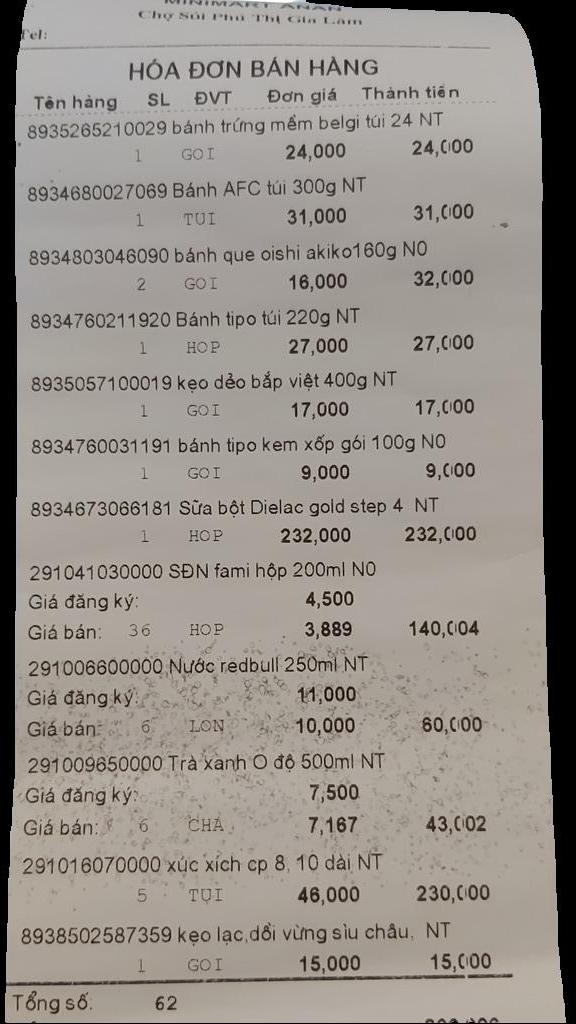 MINIMART ANAN
Chợ Sủi Phú Thị Gia Lâm
Tel:
HÓA ĐƠN BÁN HÀNG
Tên hàng SL ĐVT Đơn giá Thành tiền
8935265210029 bánh trứng mềm belgi túi 24 NT
1 GOI 24,000 24,000
8934680027069 Bánh AFC túi 300g NT
1 TUI 31,000 31,000
8934803046090 bánh que oishi akiko160g N0
2 GOI 16,000 32,000
8934760211920 Bánh tipo túi 220g NT
1 HOP 27,000 27,000
8935057100019 kẹo dẻo bắp việt 400g NT
1 GOI 17,000 17,000
8934760031191 bánh tipo kem xốp gói 100g N0
1 GOI 9,000 9,000
8934673066181 Sữa bột Dielac gold step 4 NT
1 HOP 232,000 232,000
291041030000 SĐN fami hộp 200ml N0
Giá đăng ký: 4,500
Giá bán: 36 HOP 3,889 140,004
291006600000 Nước redbull 250ml NT
Giá đăng ký: 11,000
Giá bán: 6 LON 10,000 60,000
291009650000 Trà xanh O độ 500ml NT
Giá đăng ký: 7,500
Giá bán: 6 CHA 7,167 43,002
291016070000 xúc xích cp 8, 10 dài NT
5 TUI 46,000 230,000
8938502587359 kẹo lạc,dồi vừng sìu châu, NT
1 GOI 15,000 15,000
Tổng số: 62